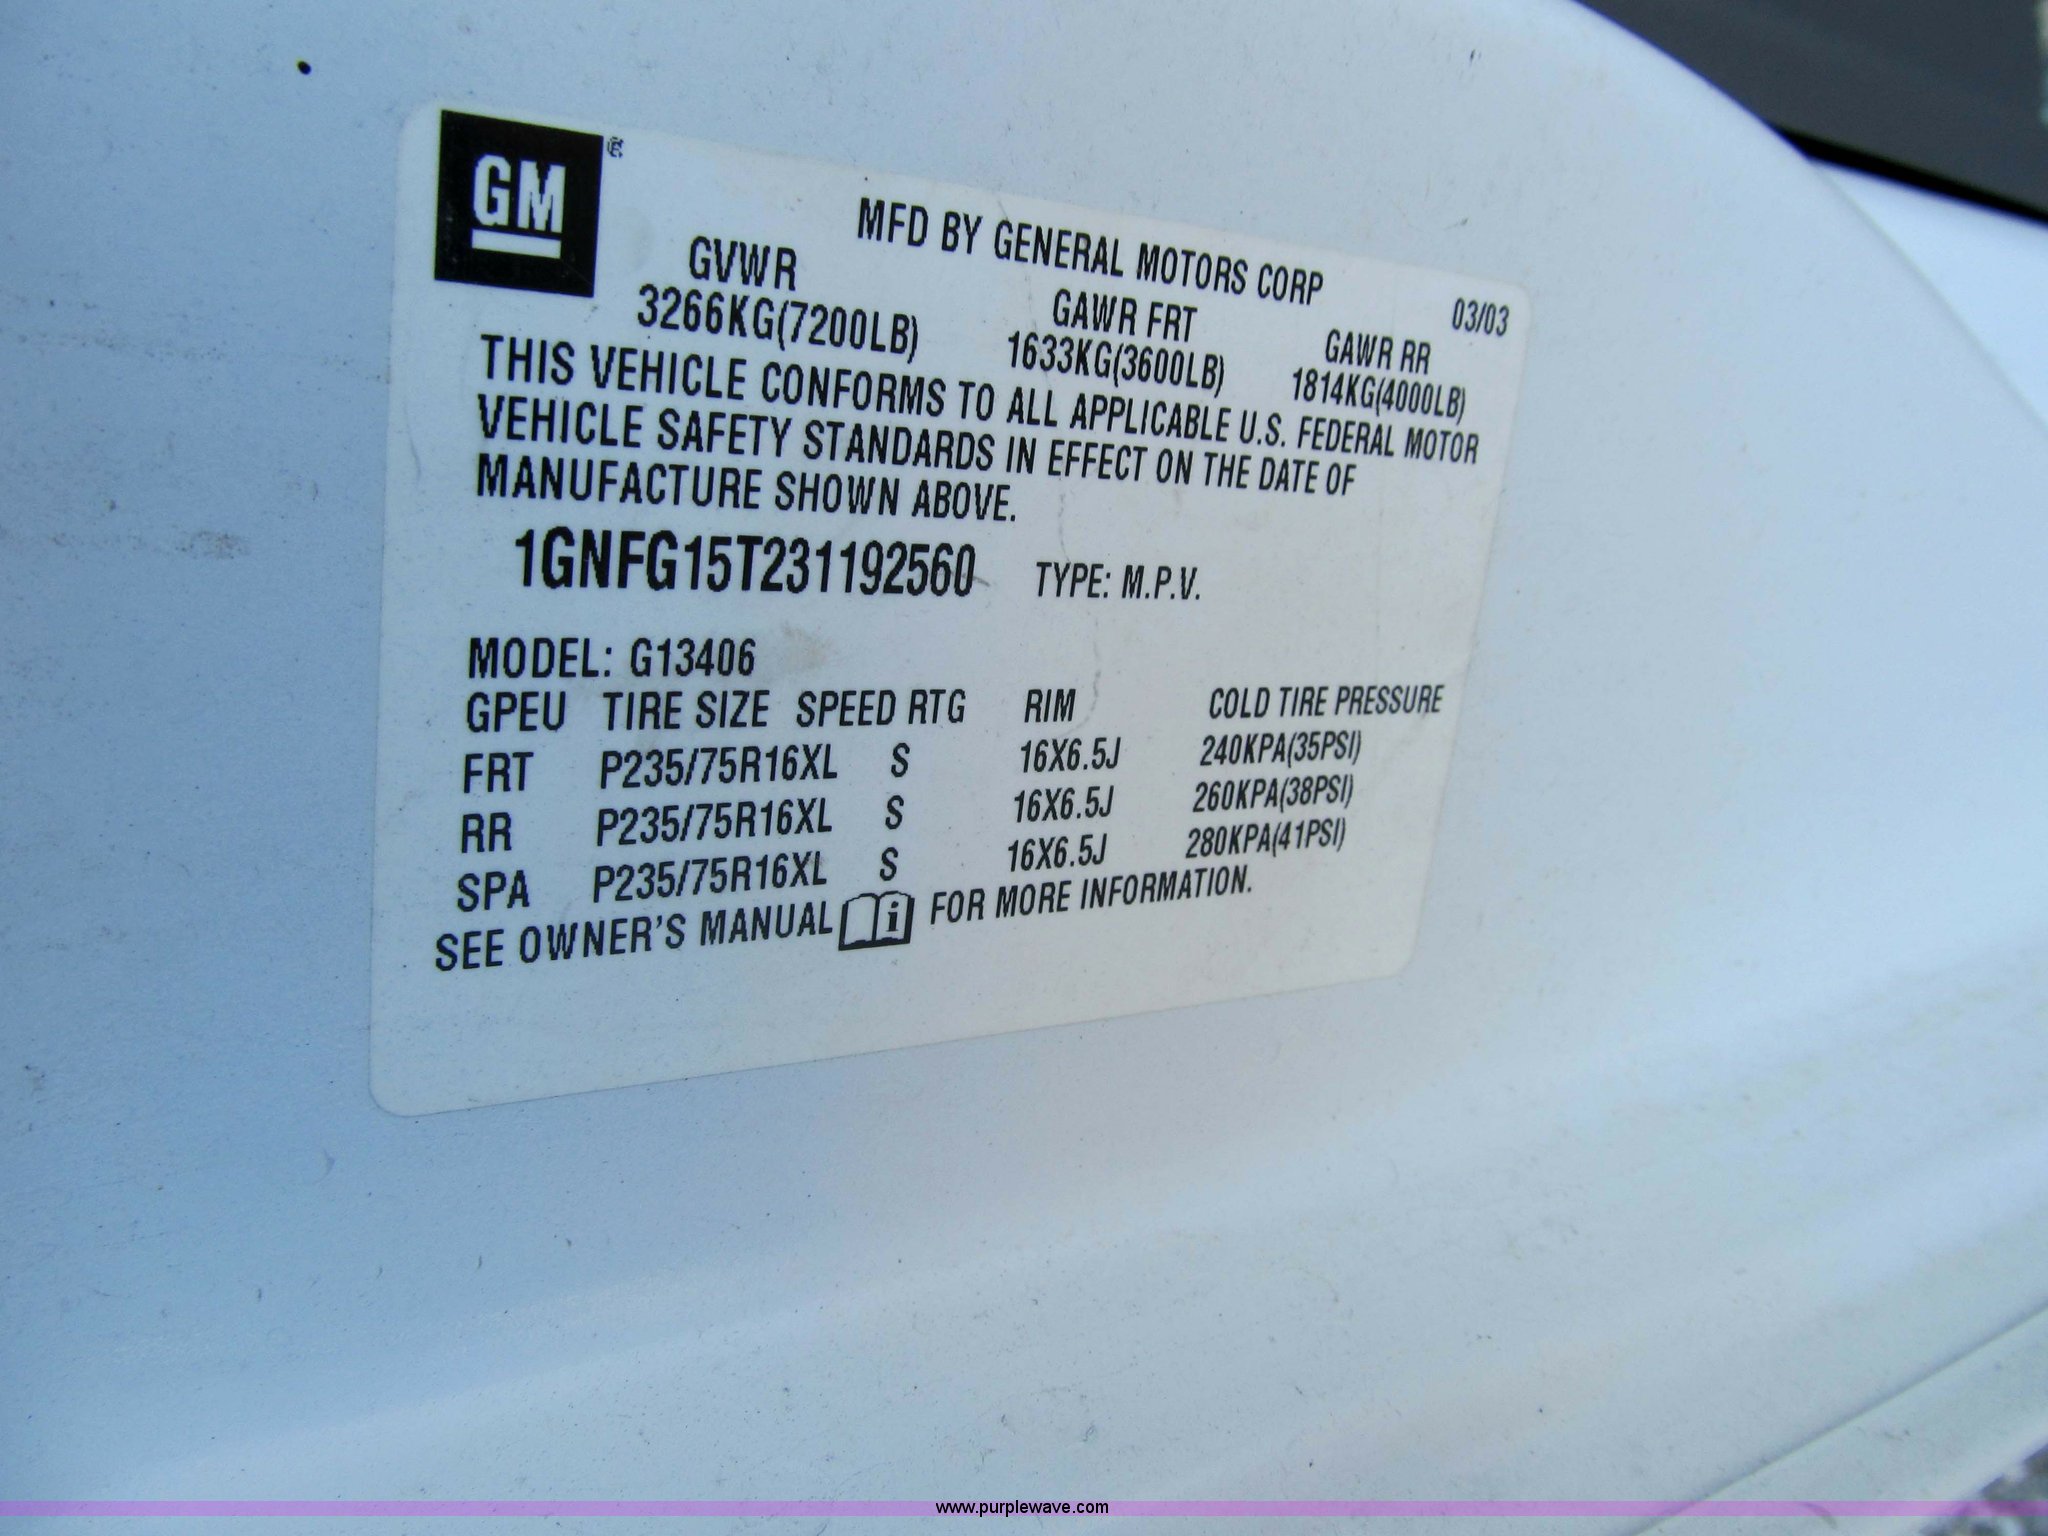 GM
MFD BY GENERAL MOTORS CORP 03/03
GVWR GAWR FRT GAWR RR
3266KG(7200LB) 1633KG(3600LB) 1814KG(4000LB)
THIS VEHICLE CONFORMS TO ALL APPLICABLE U.S. FEDERAL MOTOR
VEHICLE SAFETY STANDARDS IN EFFECT ON THE DATE OF
MANUFACTURE SHOWN ABOVE.
1GNFG15T231192560 TYPE: M.P.V.
MODEL: G13406
GPEU TIRE SIZE SPEED RTG RIM COLD TIRE PRESSURE
FRT P235/75R16XL S 16X6.5J 240KPA(35PSI)
RR P235/75R16XL S 16X6.5J 260KPA(38PSI)
SPA P235/75R16XL S 16X6.5J 280KPA(41PSI)
SEE OWNER'S MANUAL i FOR MORE INFORMATION.
www.purplewave.com